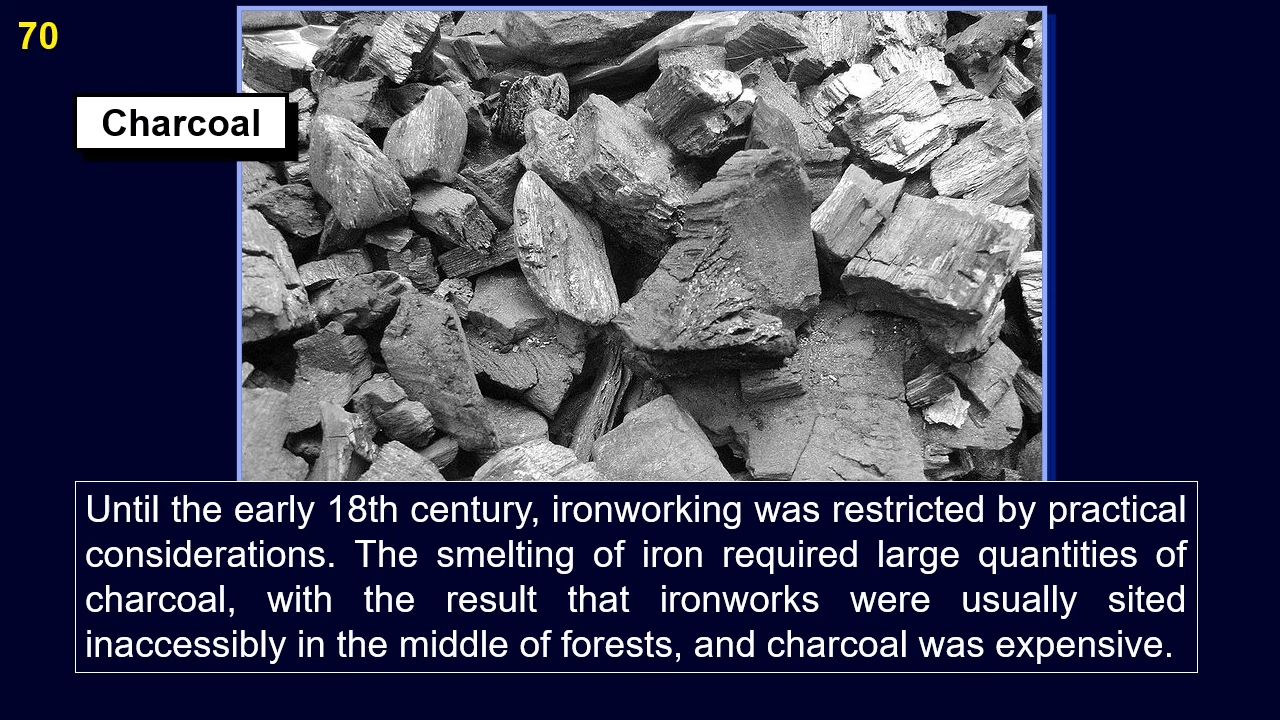 70
Charcoal
Until the early 18th century, ironworking was restricted by practical
considerations. The smelting of iron required large quantities of
charcoal, with the result that ironworks were usually sited
inaccessibly in the middle of forests, and charcoal was expensive.